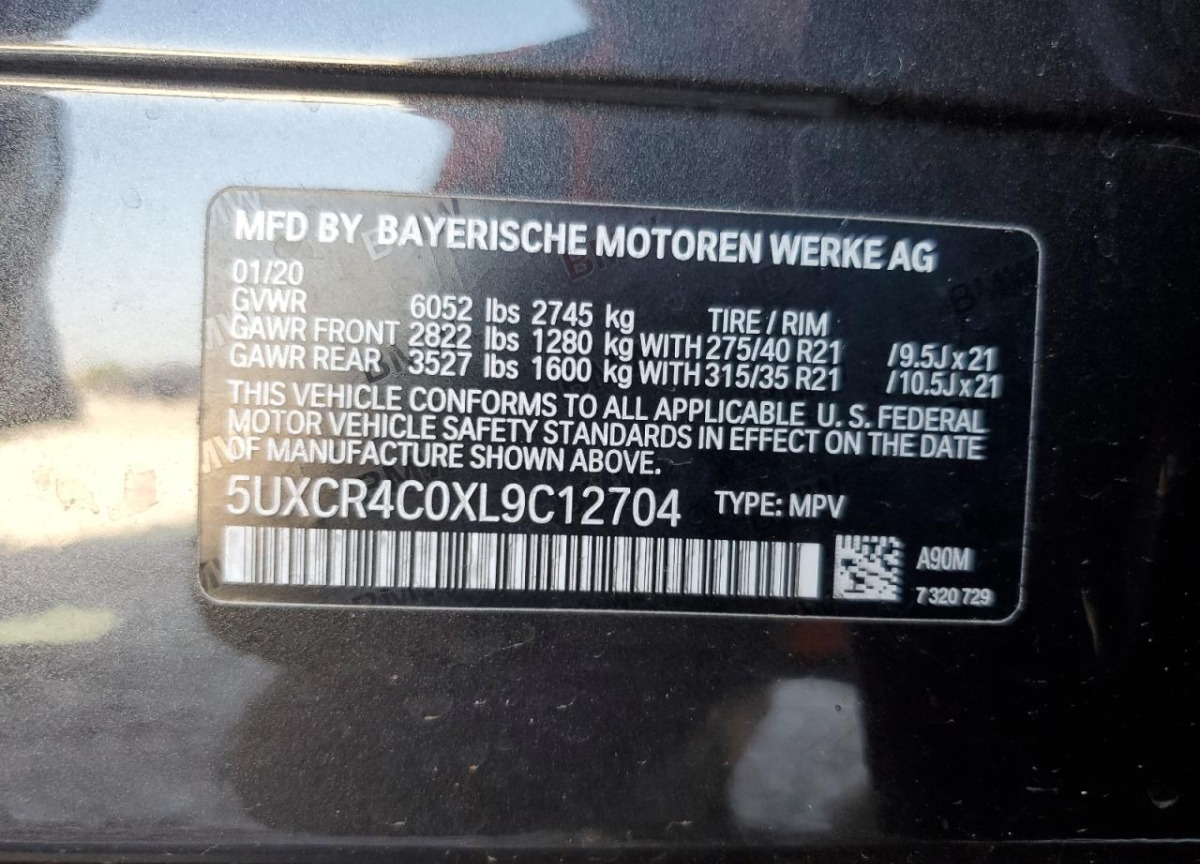 MFD BY BAYERISCHE MOTOREN WERKE AG
01/20
GVWR 6052 lbs 2745 kg TIRE / RIM
GAWR FRONT 2822 lbs 1280 kg WITH 275/40 R21 /9.5J x 21
GAWR REAR 3527 lbs 1600 kg WITH 315/35 R21 /10.5J x 21
THIS VEHICLE CONFORMS TO ALL APPLICABLE U. S. FEDERAL
MOTOR VEHICLE SAFETY STANDARDS IN EFFECT ON THE DATE
OF MANUFACTURE SHOWN ABOVE.
5UXCR4C0XL9C12704 TYPE: MPV
A90M
7 320 729